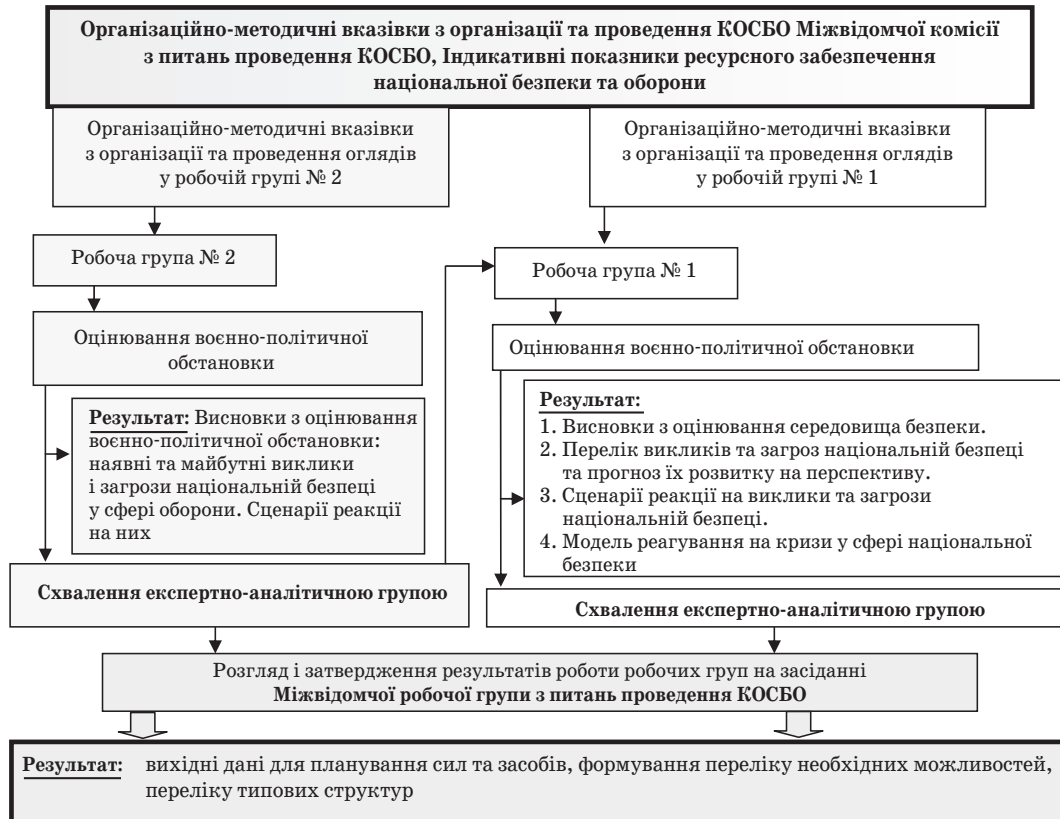 Організаційно-методичні вказівки з організації та проведення КОСБО Міжвідомчої комісії
з питань проведення КОСБО, Індикативні показники ресурсного забезпечення
національної безпеки та оборони
Організаційно-методичні вказівки
з організації та проведення оглядів
у робочій групі № 2
Організаційно-методичні вказівки
з організації та проведення оглядів
у робочій групі № 1
Робоча група № 2
Робоча група № 1
Оцінювання воєнно-політичної
обстановки
Оцінювання воєнно-політичної обстановки
Результат: Висновки з оцінювання
воєнно-політичної обстановки:
наявні та майбутні виклики
і загрози національній безпеці
у сфері оборони. Сценарії реакції
на них
Результат:
1. Висновки з оцінювання середовища безпеки.
2. Перелік викликів та загроз національній безпеці
та прогноз їх розвитку на перспективу.
3. Сценарії реакції на виклики та загрози
національній безпеці.
4. Модель реагування на кризи у сфері національної
безпеки
Схвалення експертно-аналітичною групою
Схвалення експертно-аналітичною групою
Розгляд і затвердження результатів роботи робочих груп на засіданні
Міжвідомчої робочої групи з питань проведення КОСБО
Результат: вихідні дані для планування сил та засобів, формування переліку необхідних можливостей,
переліку типових структур